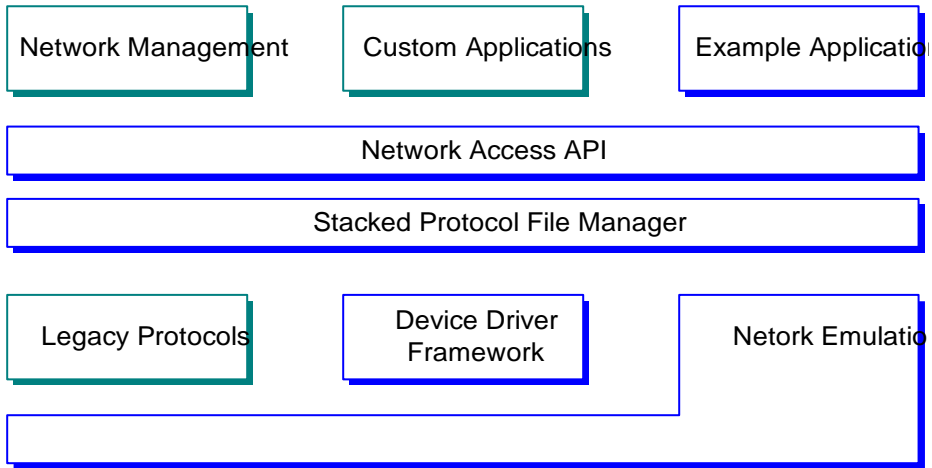 Network Management
Custom Applications
Example Applicatio
Network Access API
Stacked Protocol File Manager
Legacy Protocols
Device Driver
Framework
Netork Emulatio